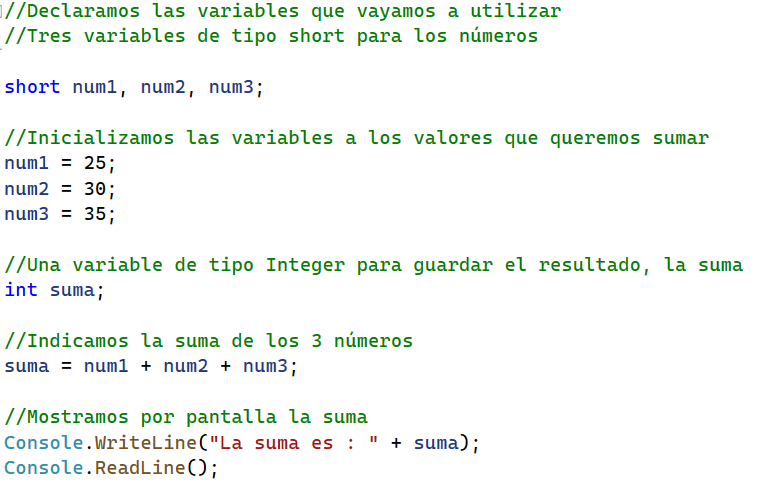 //Declaramos las variables que vayamos a utilizar
//Tres variables de tipo short para los números
short num1, num2, num3;
//Inicializamos las variables a los valores que queremos sumar
num1 = 25;
num2 = 30;
num3 = 35;
//Una variable de tipo Integer para guardar el resultado, la suma
int suma;
//Indicamos la suma de los 3 números
suma = num1 + num2 + num3;
//Mostramos por pantalla la suma
Console.WriteLine("La suma es : " + suma);
Console.ReadLine();